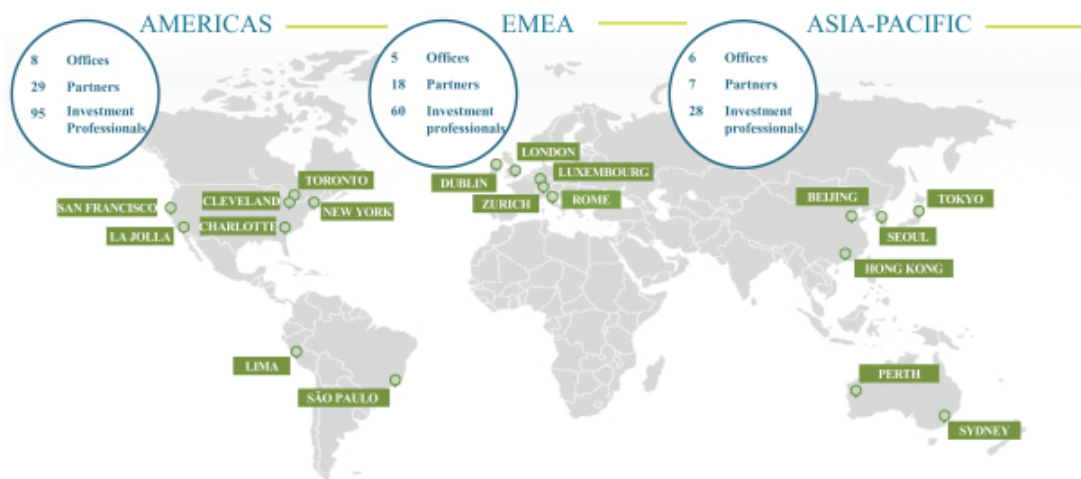 AMERICAS
EMEA
ASIA-PACIFIC
8 Offices
29 Partners
95 Investment
Professionals
5 Offices
18 Partners
60 Investment
professionals
6 Offices
7 Partners
28 Investment
professionals
LONDON
DUBLIN
LUXEMBOURG
ZURICH
ROME
TORONTO
CLEVELAND
SAN FRANCISCO
NEW YORK
LA JOLLA
CHARLOTTE
BEIJING
TOKYO
SEOUL
HONG KONG
LIMA
SÃO PAULO
PERTH
SYDNEY